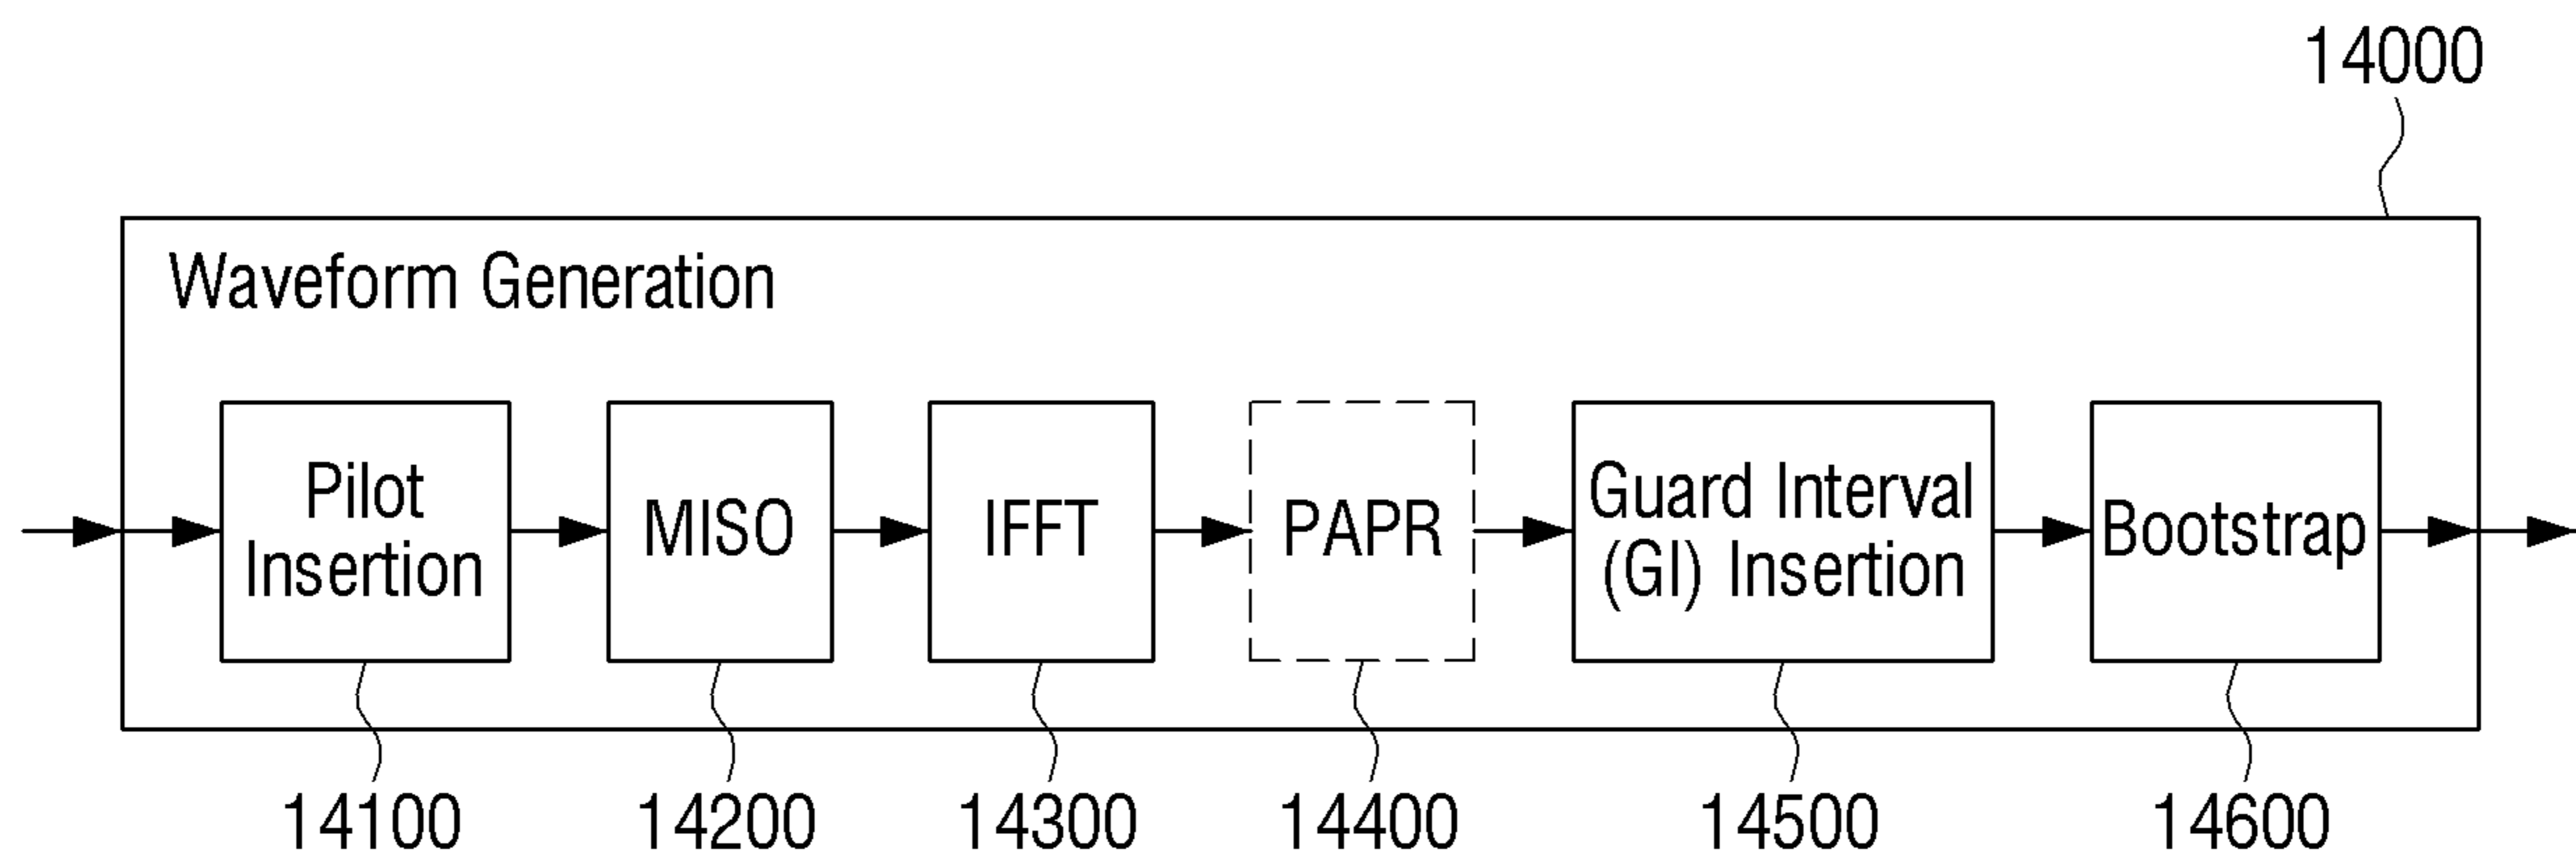 14000
Waveform Generation
Pilot
Insertion
MISO
IFFT
PAPR
Guard Interval
(GI) Insertion
Bootstrap
14100
14200
14300
14400
14500
14600